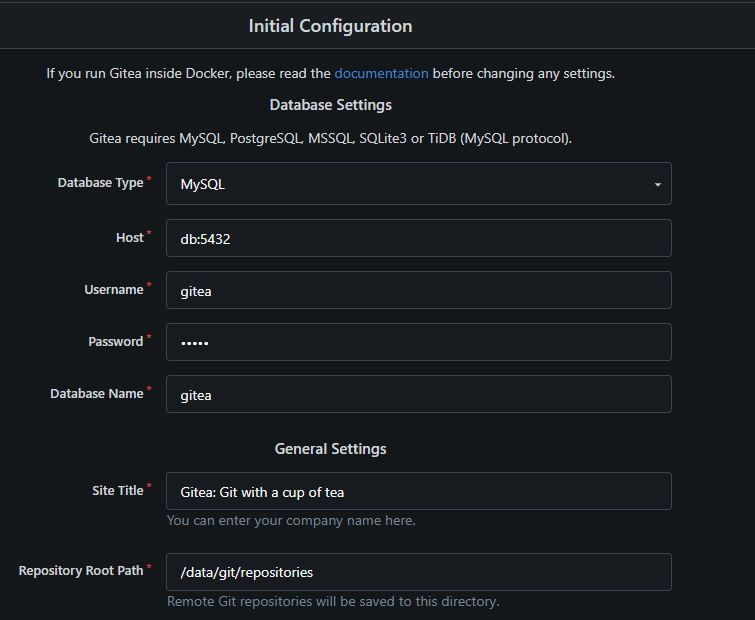 Initial Configuration
If you run Gitea inside Docker, please read the documentation before changing any settings.
Database Settings
Gitea requires MySQL, PostgreSQL, MSSQL, SQLite3 or TiDB (MySQL protocol).
Database Type * MySQL
Host * db:5432
Username * gitea
Password * •••••
Database Name * gitea
General Settings
Site Title * Gitea: Git with a cup of tea
You can enter your company name here.
Repository Root Path * /data/git/repositories
Remote Git repositories will be saved to this directory.